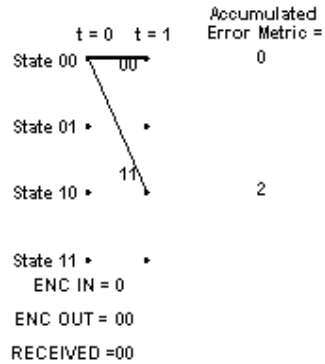 Accumulated
t = 0 t = 1 Error Metric =
State 00 00 0
State 01
11
State 10 2
State 11
ENC IN = 0
ENC OUT = 00
RECEIVED =00